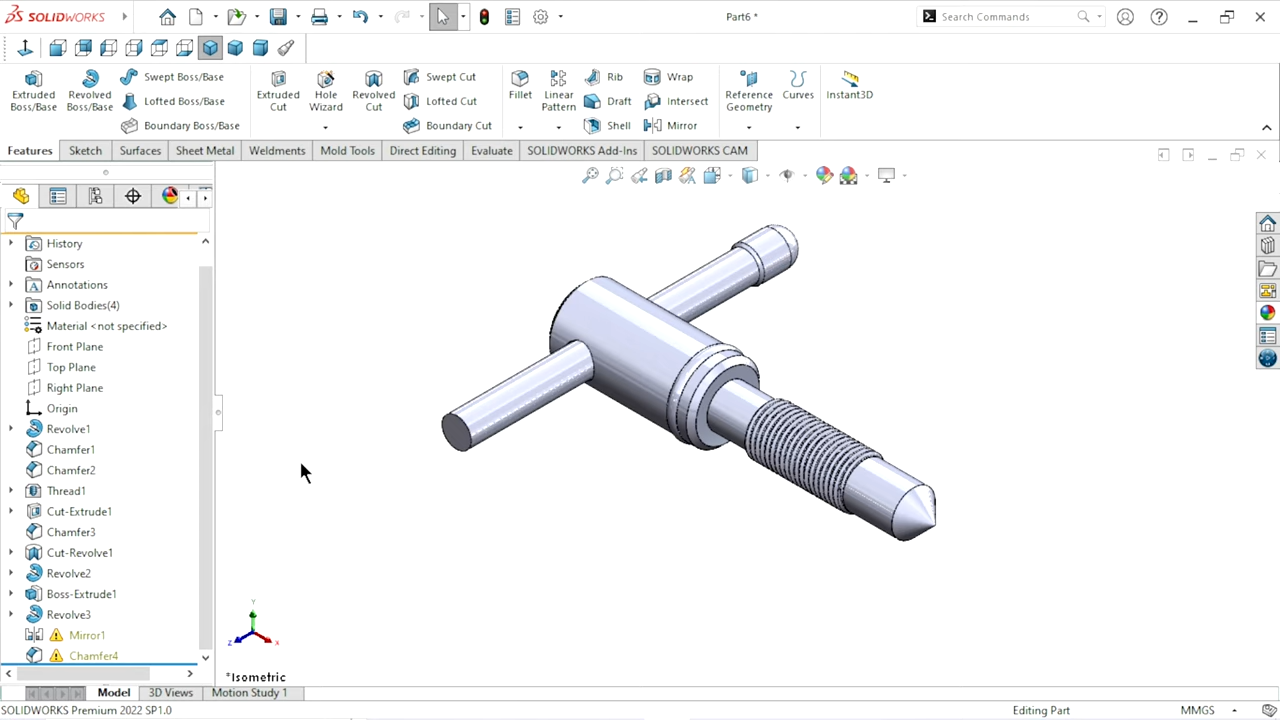 SOLIDWORKS
Part6 *
Search Commands
Extruded Boss/Base
Revolved Boss/Base
Swept Boss/Base
Lofted Boss/Base
Boundary Boss/Base
Extruded Cut
Hole Wizard
Revolved Cut
Swept Cut
Lofted Cut
Boundary Cut
Fillet
Linear Pattern
Rib
Draft
Shell
Wrap
Intersect
Mirror
Reference Geometry
Curves
Instant3D
Features Sketch Surfaces Sheet Metal Weldments Mold Tools Direct Editing Evaluate SOLIDWORKS Add-Ins SOLIDWORKS CAM
History
Sensors
Annotations
Solid Bodies(4)
Material <not specified>
Front Plane
Top Plane
Right Plane
Origin
Revolve1
Chamfer1
Chamfer2
Thread1
Cut-Extrude1
Chamfer3
Cut-Revolve1
Revolve2
Boss-Extrude1
Revolve3
Mirror1
Chamfer4
Y
Z
X
*Isometric
Model 3D Views Motion Study 1
SOLIDWORKS Premium 2022 SP1.0
Editing Part
MMGS